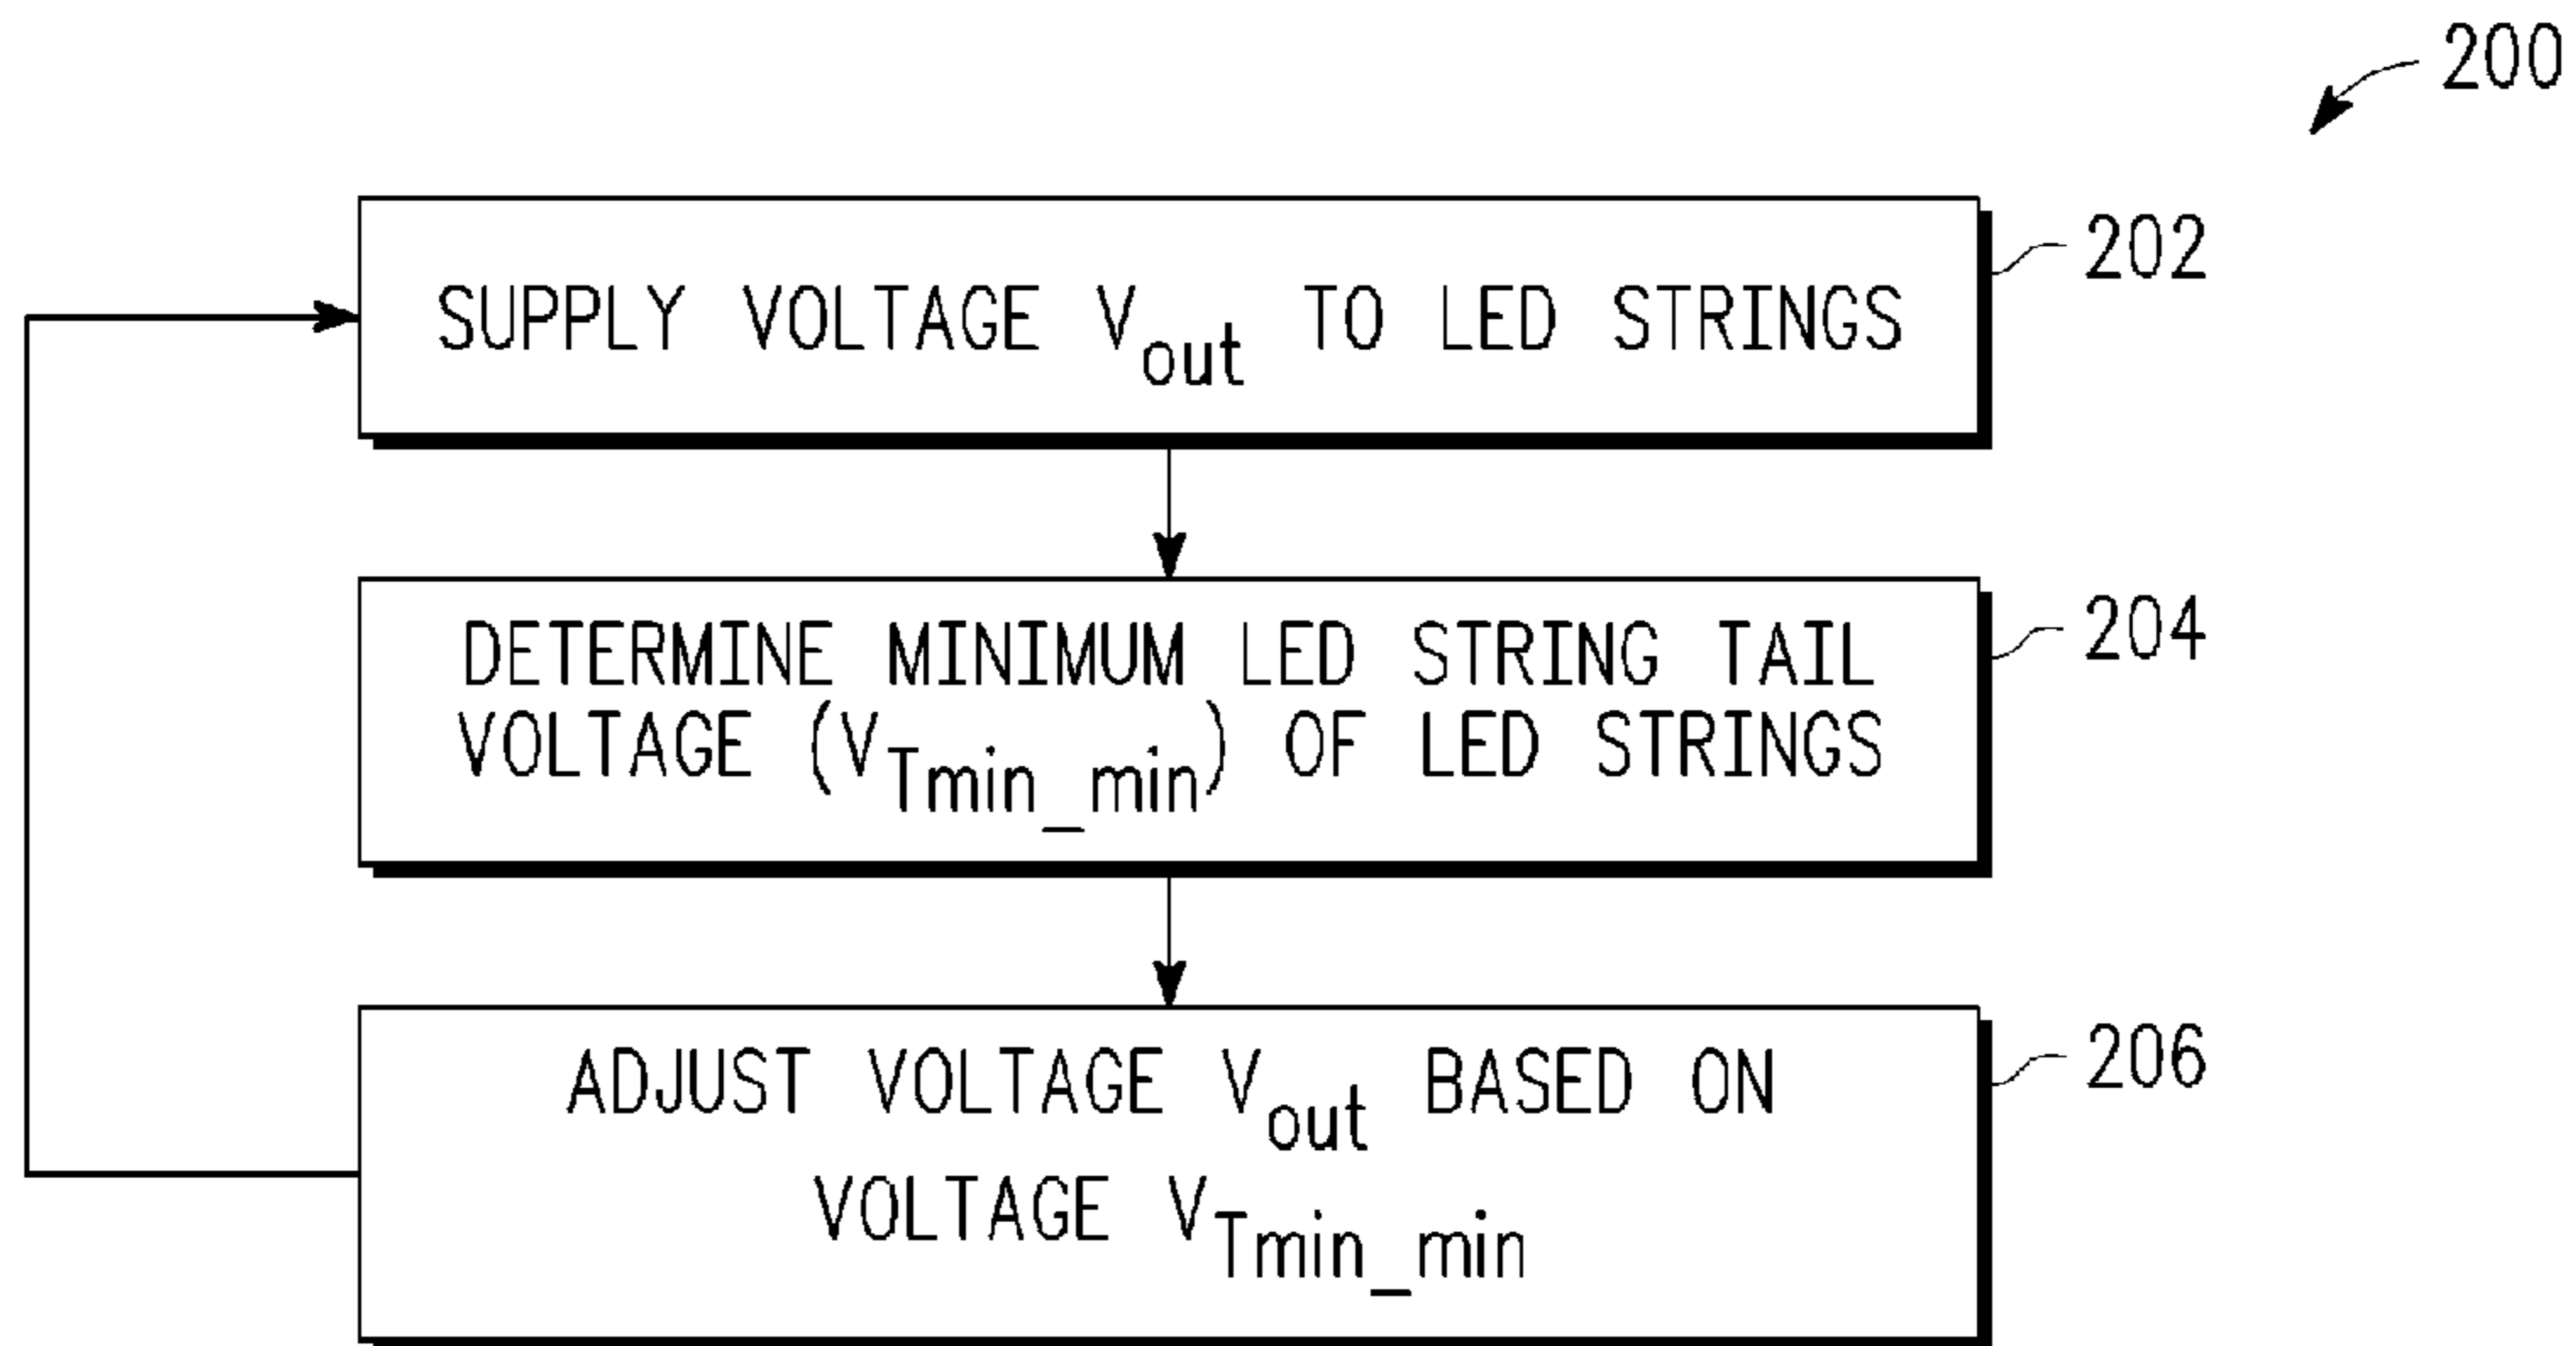 200
SUPPLY VOLTAGE Vout TO LED STRINGS
202
DETERMINE MINIMUM LED STRING TAIL
VOLTAGE (VTmin_min) OF LED STRINGS
204
ADJUST VOLTAGE Vout BASED ON
VOLTAGE VTmin_min
206